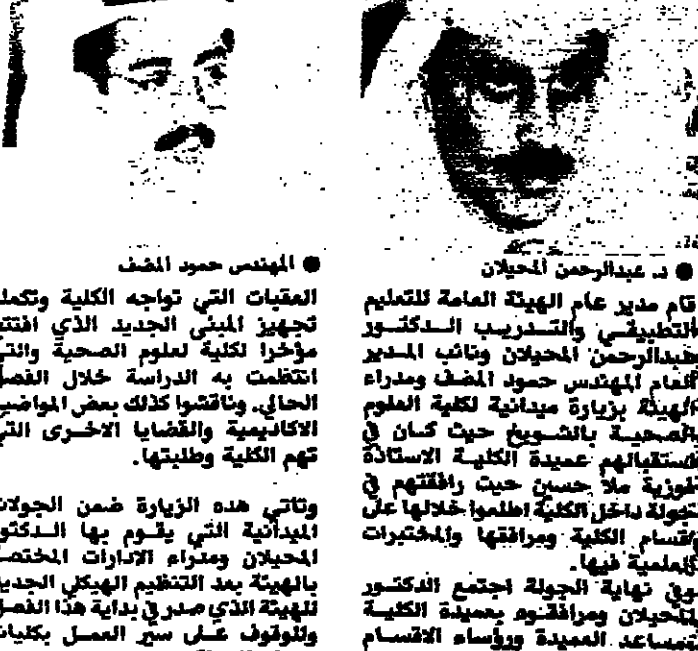 ● د. عبدالرحمن المحيلان
قام مدير عام الهيئة العامة للتعليم
التطبيقي والتدريب الدكتور
عبدالرحمن المحيلان ونائب المدير
العام المهندس حمود المضف ومدراء
الهيئة بزيارة ميدانية لكلية العلوم
الصحية بالشويخ حيث كان في
استقبالهم عميدة الكلية الاستاذة
فوزية ملا حسين حيث رافقتهم في
جولة داخل الكلية اطلعوا خلالها على
اقسام الكلية ومرافقها والمختبرات
العلمية فيها.
وفي نهاية الجولة اجتمع الدكتور
المحيلان ومرافقوه بعميدة الكلية
ومساعد العميدة ورؤساء الاقسام
● المهندس حمود المضف
العقبات التي تواجه الكلية وتكملة
تجهيز المبنى الجديد الذي افتتح
مؤخرا لكلية لعلوم الصحية والتي
انتظمت به الدراسة خلال الفصل
الحالي. وناقشوا كذلك بعض المواضيع
الاكاديمية والقضايا الاخرى التي
تهم الكلية وطلبتها.
وتاتي هذه الزيارة ضمن الجولات
الميدانية التي يقوم بها الدكتور
المحيلان ومدراء الادارات المختصة
بالهيئة بعد التنظيم الهيكلي الجديد
للهيئة الذي صدر في بداية هذا الفصل
وللوقوف على سير العمل بكليات